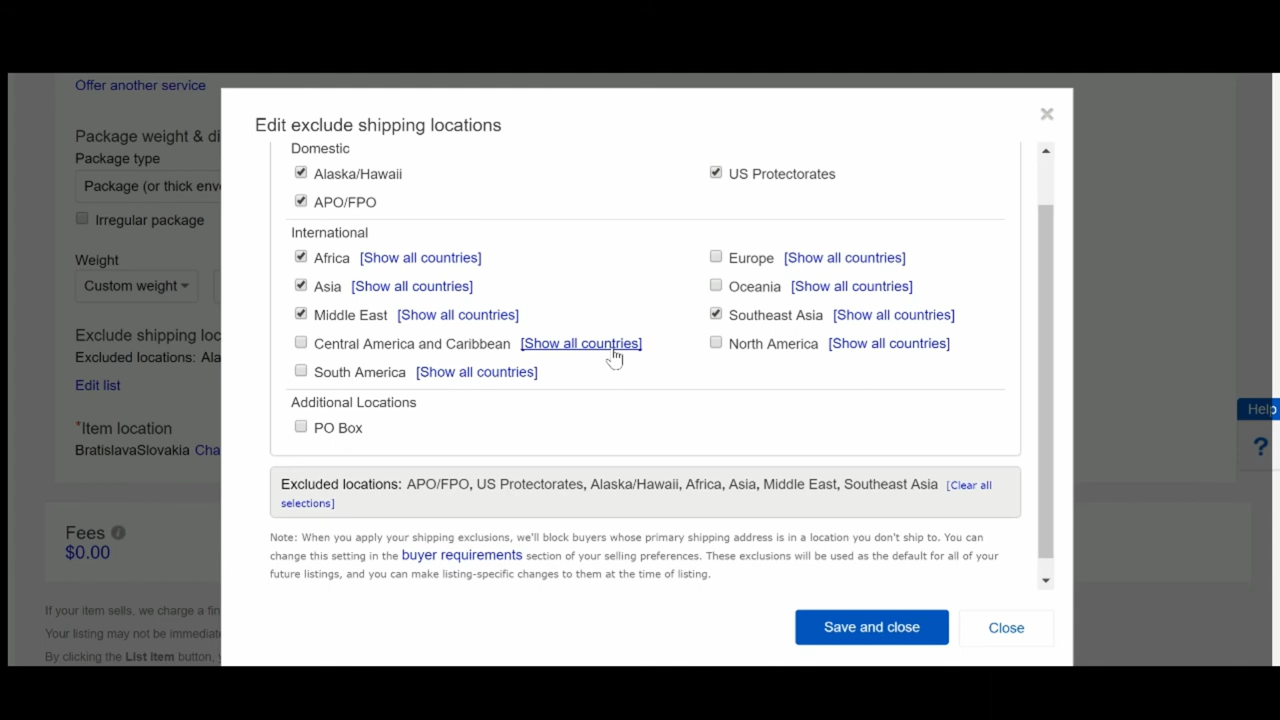 Offer another service
Edit exclude shipping locations
Package weight & di
Package type
Package (or thick enve
Irregular package
Weight
Custom weight
Exclude shipping loc
Excluded locations: Ala
Edit list
*Item location
BratislavaSlovakia Cha
Domestic
Alaska/Hawaii
US Protectorates
APO/FPO
International
Africa [Show all countries]
Europe [Show all countries]
Asia [Show all countries]
Oceania [Show all countries]
Middle East [Show all countries]
Southeast Asia [Show all countries]
Central America and Caribbean [Show all countries]
North America [Show all countries]
South America [Show all countries]
Additional Locations
PO Box
Excluded locations: APO/FPO, US Protectorates, Alaska/Hawaii, Africa, Asia, Middle East, Southeast Asia [Clear all
selections]
Note: When you apply your shipping exclusions, we'll block buyers whose primary shipping address is in a location you don't ship to. You can
change this setting in the buyer requirements section of your selling preferences. These exclusions will be used as the default for all of your
future listings, and you can make listing-specific changes to them at the time of listing.
Save and close
Close
Help
?
Fees
$0.00
If your item sells, we charge a fin
Your listing may not be immediate
By clicking the List Item button, y